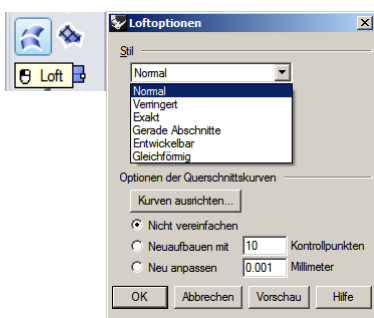 Loft
Loftoptionen
Stil
Normal
Normal
Verringert
Exakt
Gerade Abschnitte
Entwickelbar
Gleichförmig
Optionen der Querschnittskurven
Kurven ausrichten...
Nicht vereinfachen
Neuaufbauen mit 10 Kontrollpunkten
Neu anpassen 0.001 Millimeter
OK Abbrechen Vorschau Hilfe